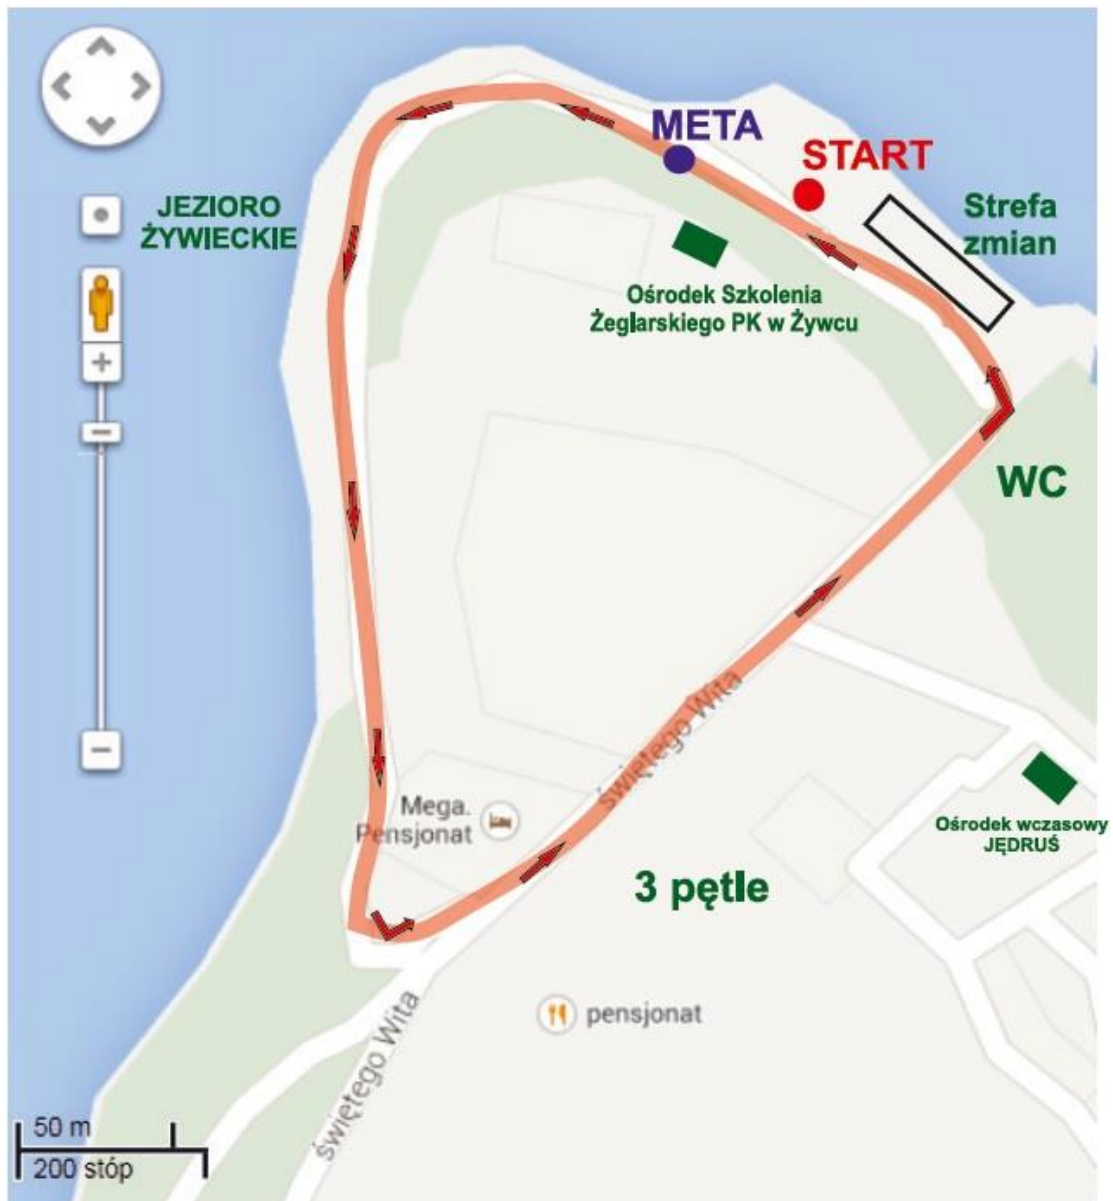 META
START
JEZIORO
ŻYWIECKIE
Strefa
zmian
Ośrodek Szkolenia
Żeglarskiego PK w Żywcu
WC
świętego Wita
Mega.
Pensjonat
Ośrodek wczasowy
JĘDRUŚ
3 pętle
pensjonat
świętego Wita
50 m
200 stóp